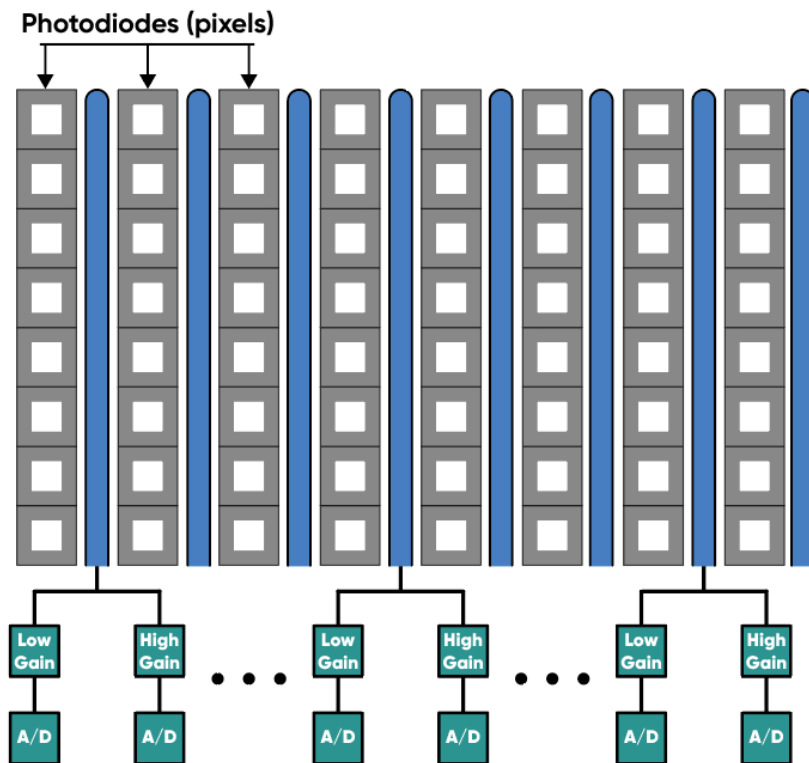 Photodiodes (pixels)
Low
Gain
High
Gain
Low
Gain
High
Gain
Low
Gain
High
Gain
A/D
A/D
A/D
A/D
A/D
A/D